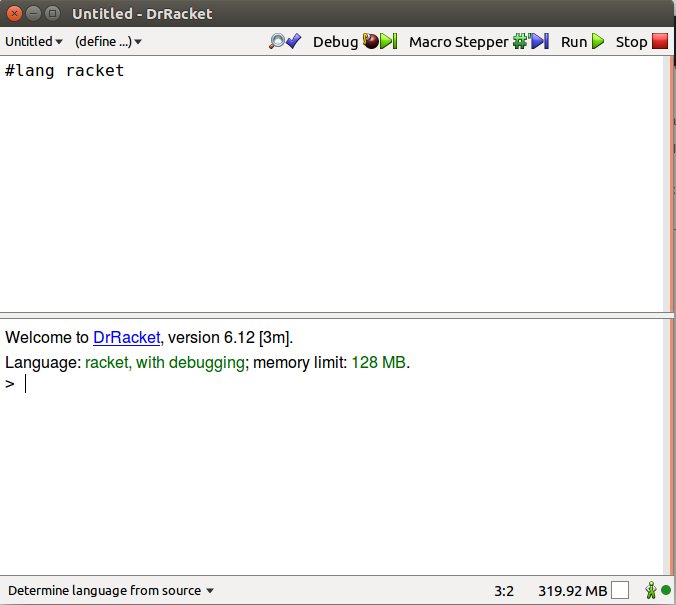 Untitled - DrRacket
Untitled (define ...) Debug Macro Stepper Run Stop
#lang racket
Welcome to DrRacket, version 6.12 [3m].
Language: racket, with debugging; memory limit: 128 MB.
>
Determine language from source 3:2 319.92 MB